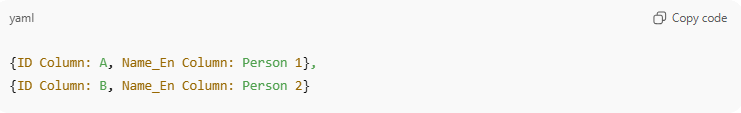 yaml
Copy code
{ID Column: A, Name_En Column: Person 1},
{ID Column: B, Name_En Column: Person 2}